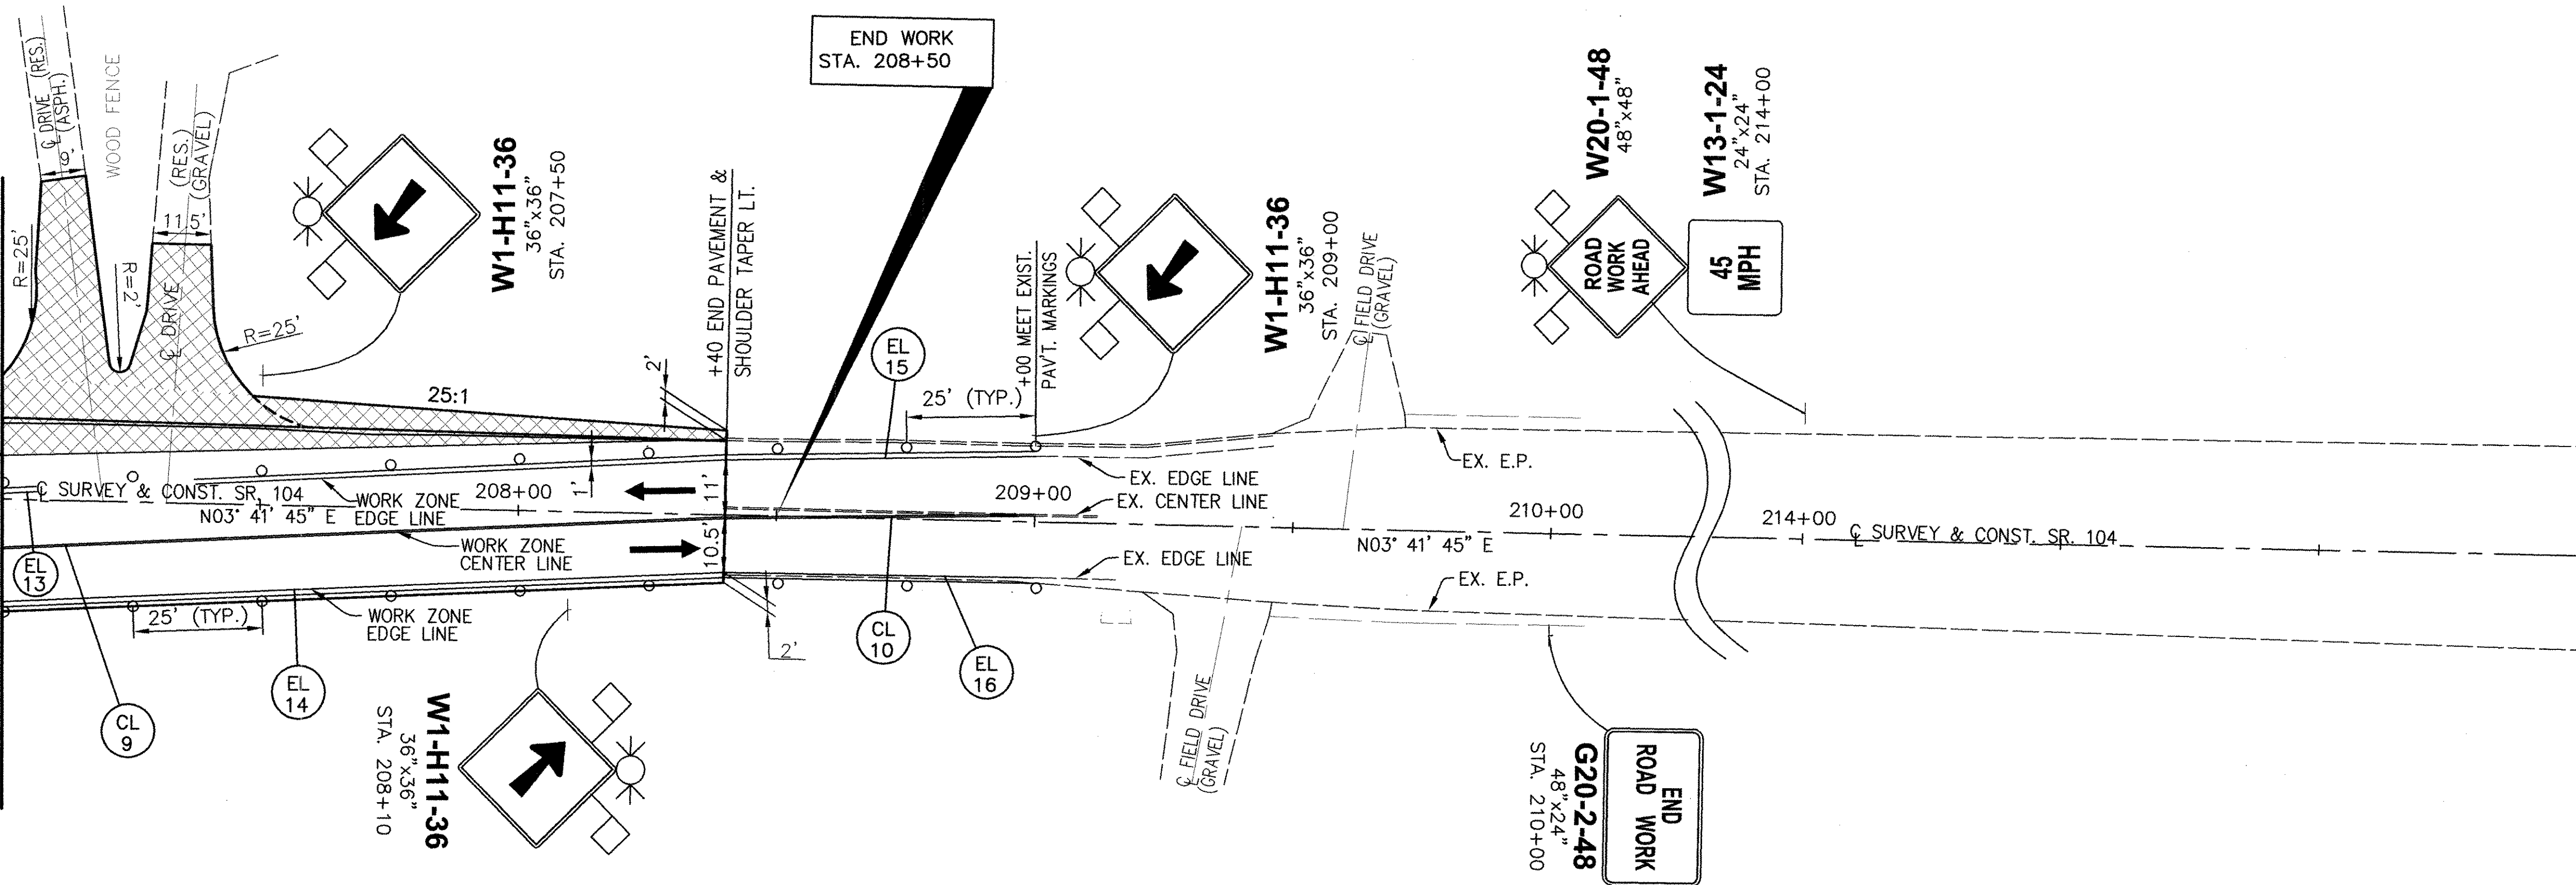 END WORK
STA. 208+50
℄ DRIVE (RES.)
(ASPH.)
9'
WOOD FENCE
(RES.)
(GRAVEL)
11.5'
R=25'
R=2'
℄ DRIVE
R=25'
W1-H11-36
36"x36"
STA. 207+50
25:1
2'
+40 END PAVEMENT &
SHOULDER TAPER LT.
EL
15
25' (TYP.)
+00 MEET EXIST.
PAV'T. MARKINGS
W1-H11-36
36"x36"
STA. 209+00
℄ FIELD DRIVE
(GRAVEL)
W20-1-48
48"x48"
W13-1-24
24"x24"
STA. 214+00
ROAD
WORK
AHEAD
45
MPH
℄ SURVEY & CONST. SR. 104
N03° 41' 45" E
WORK ZONE
EDGE LINE
208+00
1'
11'
10.5'
209+00
EX. EDGE LINE
EX. CENTER LINE
EX. E.P.
210+00
N03° 41' 45" E
214+00
℄ SURVEY & CONST. SR. 104
WORK ZONE
CENTER LINE
EX. EDGE LINE
EX. E.P.
EL
13
25' (TYP.)
WORK ZONE
EDGE LINE
2'
CL
10
EL
16
EL
14
CL
9
W1-H11-36
36"x36"
STA. 208+10
℄ FIELD DRIVE
(GRAVEL)
G20-2-48
48"x24"
STA. 210+00
END
ROAD WORK